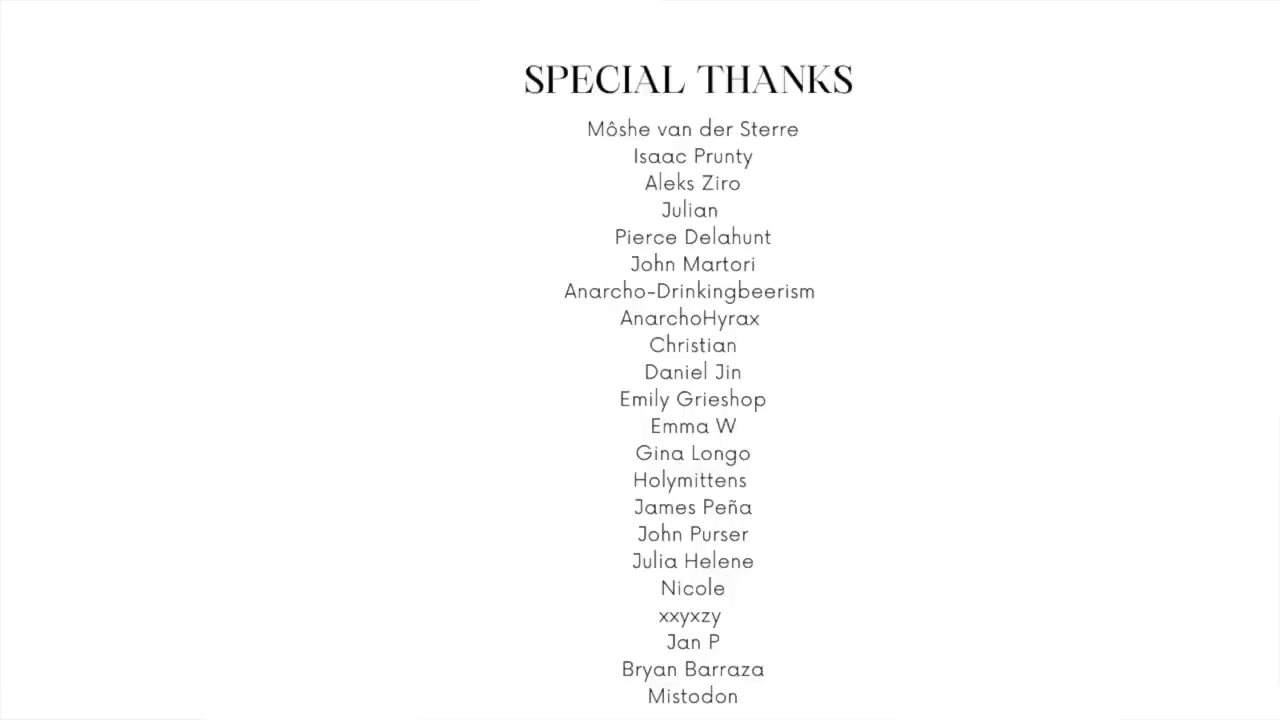 SPECIAL THANKS
Môshe van der Sterre
Isaac Prunty
Aleks Ziro
Julian
Pierce Delahunt
John Martori
Anarcho-Drinkingbeerism
AnarchoHyrax
Christian
Daniel Jin
Emily Grieshop
Emma W
Gina Longo
Holymittens
James Peña
John Purser
Julia Helene
Nicole
xxyxzy
Jan P
Bryan Barraza
Mistodon